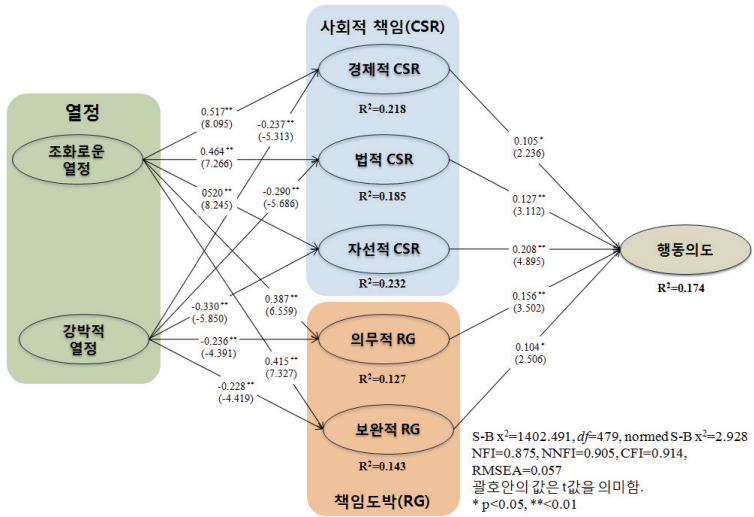 사회적 책임(CSR)
경제적 CSR
R²=0.218
열정
조화로운
열정
0.517**
(8.095)
-0.237**
(-5.313)
0.464**
(7.266)
법적 CSR
R²=0.185
0.105*
(2.236)
0520**
(8.245)
-0.290**
(-5.686)
0.127**
(3.112)
자선적 CSR
R²=0.232
0.208**
(4.895)
행동의도
R²=0.174
강박적
열정
-0.330**
(-5.850)
0.387**
(6.559)
0.156**
(3.502)
-0.236**
(-4.391)
의무적 RG
R²=0.127
0.415**
(7.327)
0.104*
(2.506)
-0.228**
(-4.419)
보완적 RG
R²=0.143
책임도박(RG)
S-B x²=1402.491, df=479, normed S-B x²=2.928
NFI=0.875, NNFI=0.905, CFI=0.914,
RMSEA=0.057
괄호안의 값은 t값을 의미함.
* p<0.05, **<0.01